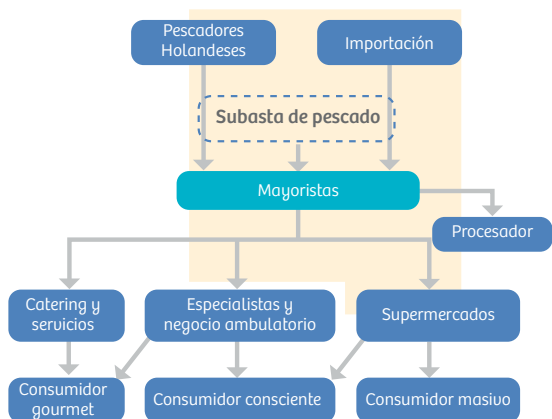 Pescadores
Holandeses
Importación
Subasta de pescado
Mayoristas
Procesador
Catering y
servicios
Especialistas y
negocio ambulatorio
Supermercados
Consumidor
gourmet
Consumidor consciente
Consumidor masivo